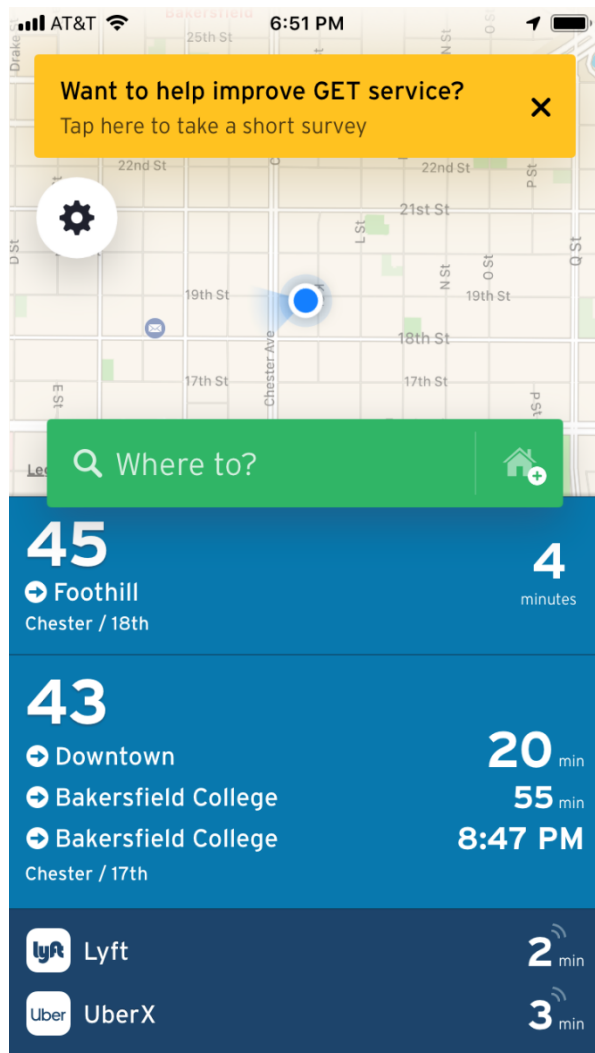 AT&T 6:51 PM
Bakersfield
Drake
25th St
N St
Want to help improve GET service?
Tap here to take a short survey
22nd St
22nd St
P St
21st St
L St
D St
Q St
O St
N St
19th St
19th St
18th St
Chester Ave
17th St
17th St
E St
P St
Where to?
45
Foothill
4
minutes
Chester / 18th
43
Downtown 20 min
Bakersfield College 55 min
Bakersfield College 8:47 PM
Chester / 17th
Lyft Lyft 2 min
Uber UberX 3 min